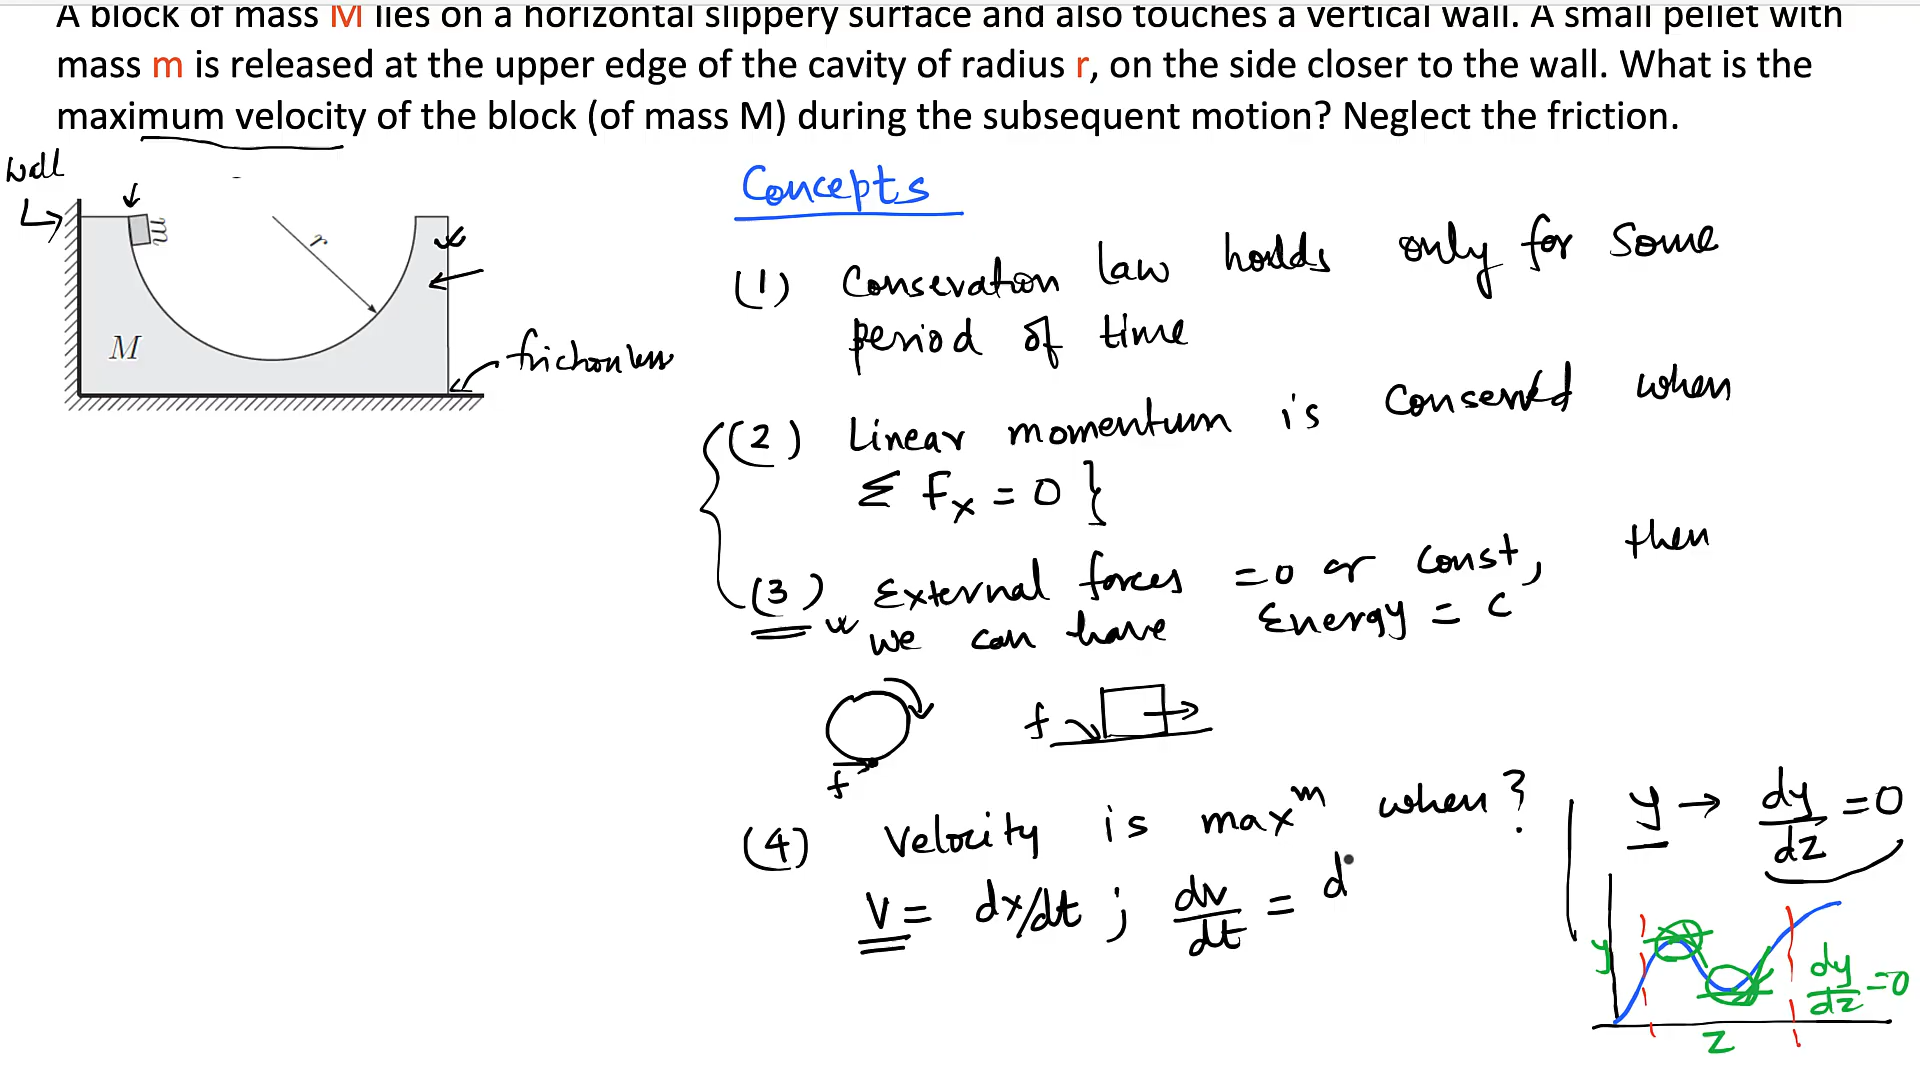 A block of mass M lies on a horizontal slippery surface and also touches a vertical wall. A small pellet with
mass m is released at the upper edge of the cavity of radius r, on the side closer to the wall. What is the
maximum velocity of the block (of mass M) during the subsequent motion? Neglect the friction.
wall
m
r
M
frictionless
Concepts
(1) Consevation law holds only for some
period of time
(2) Linear momentum is conserved when
Σ Fx = 0 }
(3) External forces = 0 or const, then
we can have Energy = C
f
f
(4) Velocity is max^m when?
V = dx/dt ; dv/dt = d
y → dy/dz = 0
y
dy/dz = 0
z